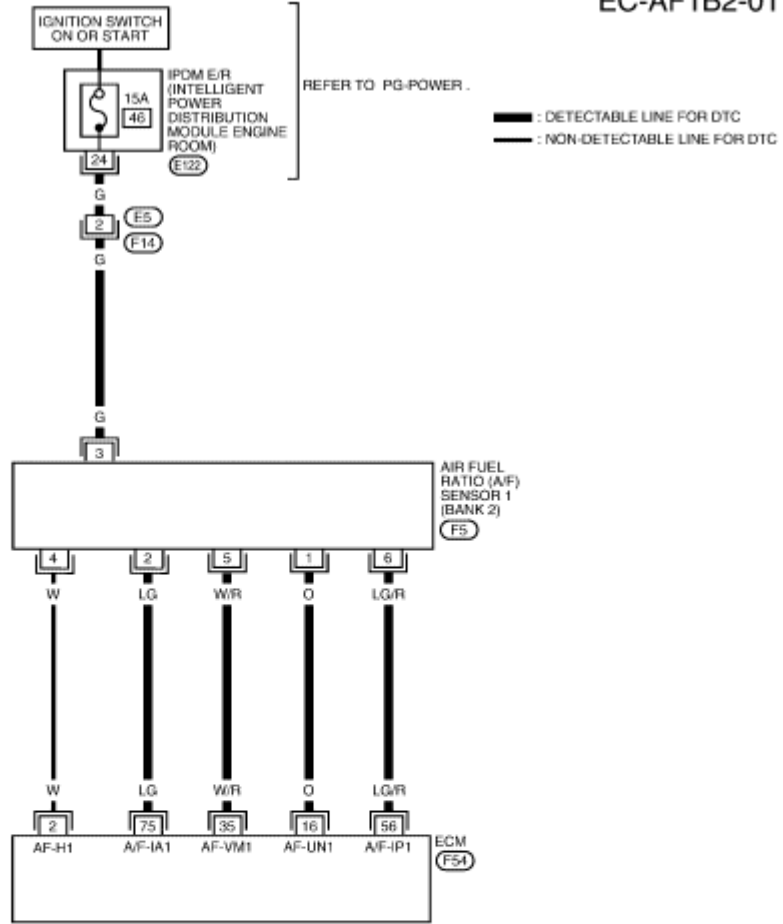 EC-AF1B2-01
IGNITION SWITCH
ON OR START
IPDM E/R
(INTELLIGENT
POWER
DISTRIBUTION
MODULE ENGINE
ROOM)
E122
15A
46
24
REFER TO PG-POWER .
: DETECTABLE LINE FOR DTC
: NON-DETECTABLE LINE FOR DTC
G
2
E5
F14
G
G
3
AIR FUEL
RATIO (A/F)
SENSOR 1
(BANK 2)
F5
4 2 5 1 6
W LG W/R O LG/R
W LG W/R O LG/R
2 75 35 16 56
AF-H1 A/F-IA1 AF-VM1 AF-UN1 A/F-IP1
ECM
F54